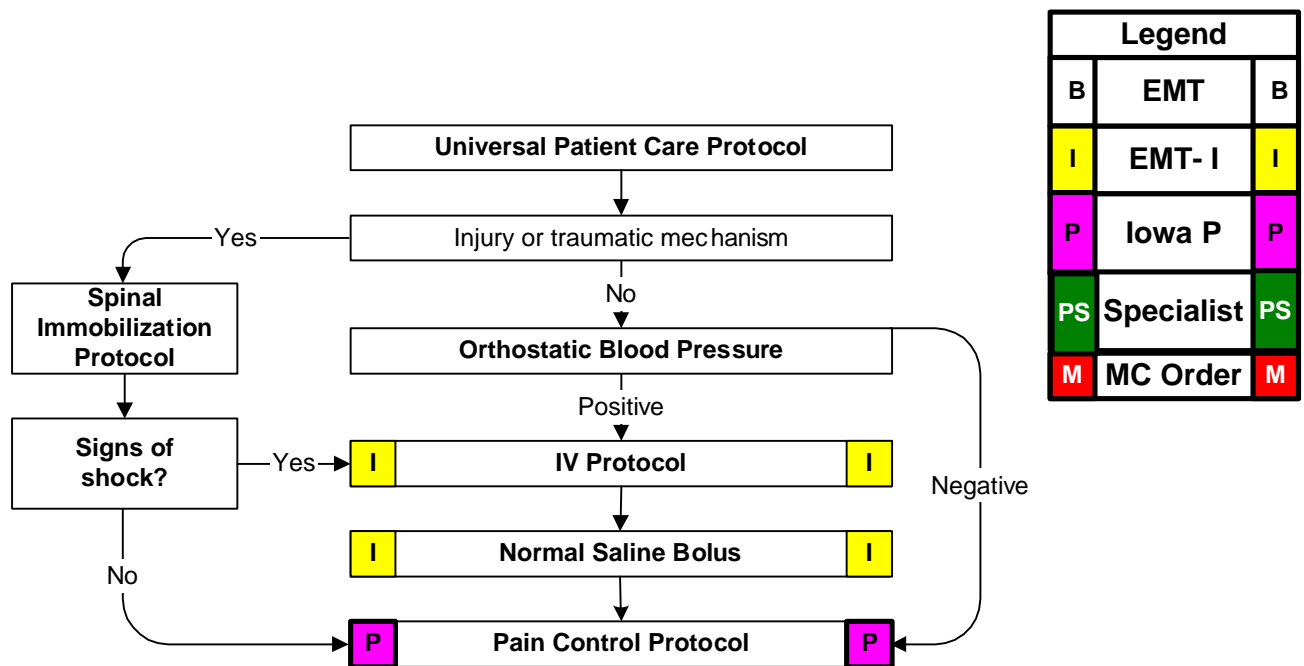 Legend
B EMT B
I EMT- I I
P Iowa P P
PS Specialist PS
M MC Order M
Universal Patient Care Protocol
Injury or traumatic mechanism
Yes
No
Spinal
Immobilization
Protocol
Orthostatic Blood Pressure
Positive
Negative
Signs of
shock?
Yes
No
I IV Protocol I
I Normal Saline Bolus I
P Pain Control Protocol P